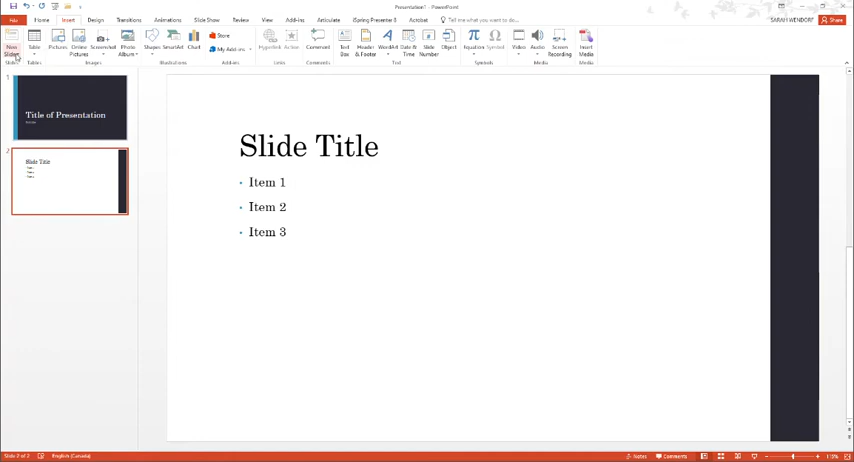 Presentation1 - PowerPoint
File Home Insert Design Transitions Animations Slide Show Review View Add-ins Articulate iSpring Presenter 8 Acrobat Tell me what you want to do... SARAH WENDORF Share
New Slide Table Pictures Online Pictures Screenshot Photo Album Shapes SmartArt Chart Store My Add-ins Hyperlink Action Comment Text Box Header & Footer WordArt Date & Time Slide Number Object Equation Symbol Video Audio Screen Recording Insert Media
Slides Tables Images Illustrations Add-ins Links Comments Text Symbols Media Media
1
Title of Presentation
2
Slide Title
Slide Title
• Item 1
• Item 2
• Item 3
Slide 2 of 2 English (Canada) Notes Comments 115%